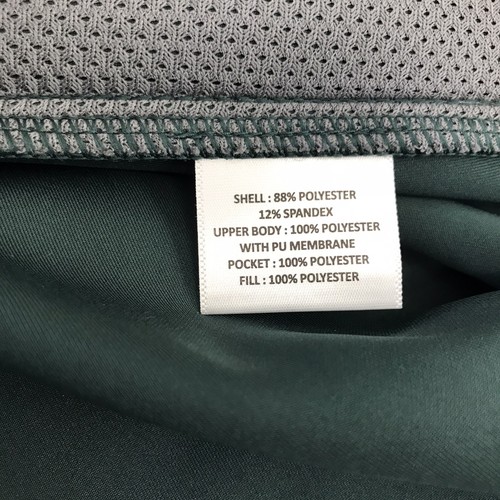 SHELL : 88% POLYESTER
12% SPANDEX
UPPER BODY : 100% POLYESTER
WITH PU MEMBRANE
POCKET : 100% POLYESTER
FILL : 100% POLYESTER